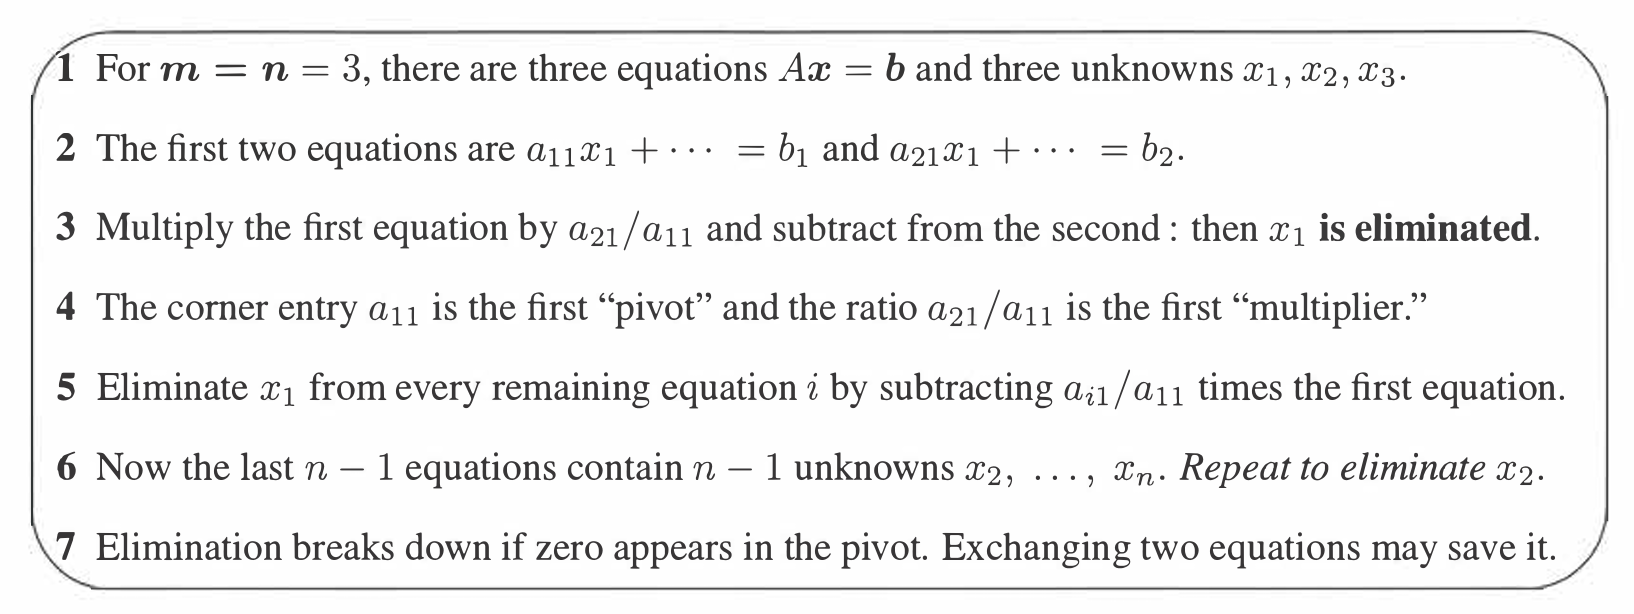 1 For m = n = 3, there are three equations Ax = b and three unknowns x₁, x₂, x₃.
2 The first two equations are a₁₁x₁ + ··· = b₁ and a₂₁x₁ + ··· = b₂.
3 Multiply the first equation by a₂₁/a₁₁ and subtract from the second : then x₁ is eliminated.
4 The corner entry a₁₁ is the first “pivot” and the ratio a₂₁/a₁₁ is the first “multiplier.”
5 Eliminate x₁ from every remaining equation i by subtracting aᵢ₁/a₁₁ times the first equation.
6 Now the last n − 1 equations contain n − 1 unknowns x₂, ..., xₙ. Repeat to eliminate x₂.
7 Elimination breaks down if zero appears in the pivot. Exchanging two equations may save it.